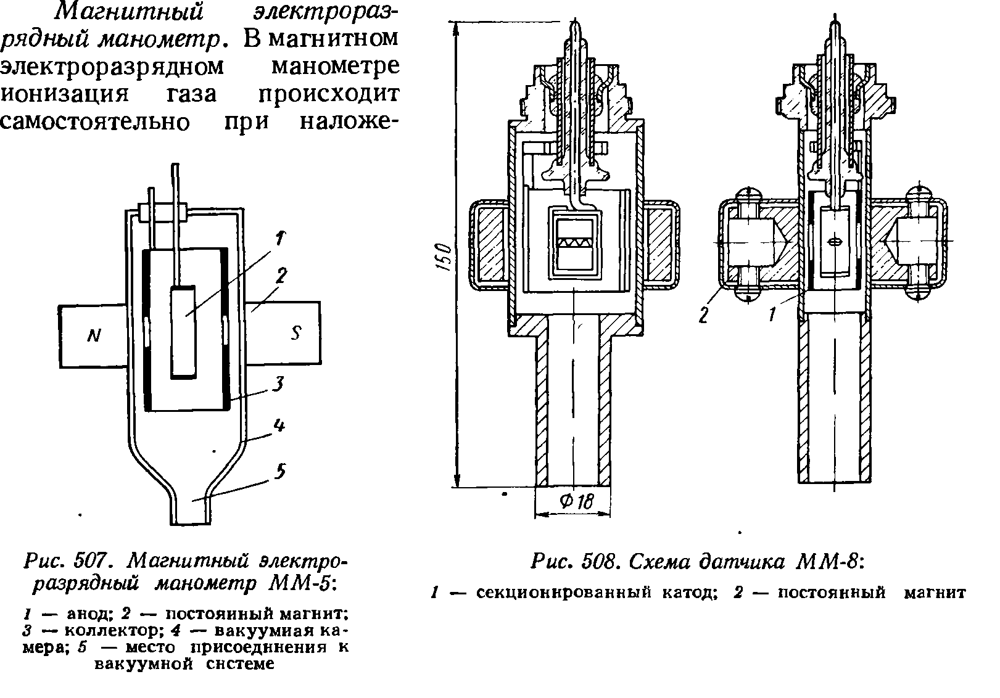 Магнитный электрораз-
рядный манометр. В магнитном
электроразрядном манометре
ионизация газа происходит
самостоятельно при наложе-
1
2
N
S
3
4
5
Рис. 507. Магнитный электро-
разрядный манометр ММ-5:
1 — анод; 2 — постоянный магнит;
3 — коллектор; 4 — вакуумная ка-
мера; 5 — место присоединения к
вакуумной системе
150
2
1
Ф18
Рис. 508. Схема датчика ММ-8:
1 — секционированный катод; 2 — постоянный магнит